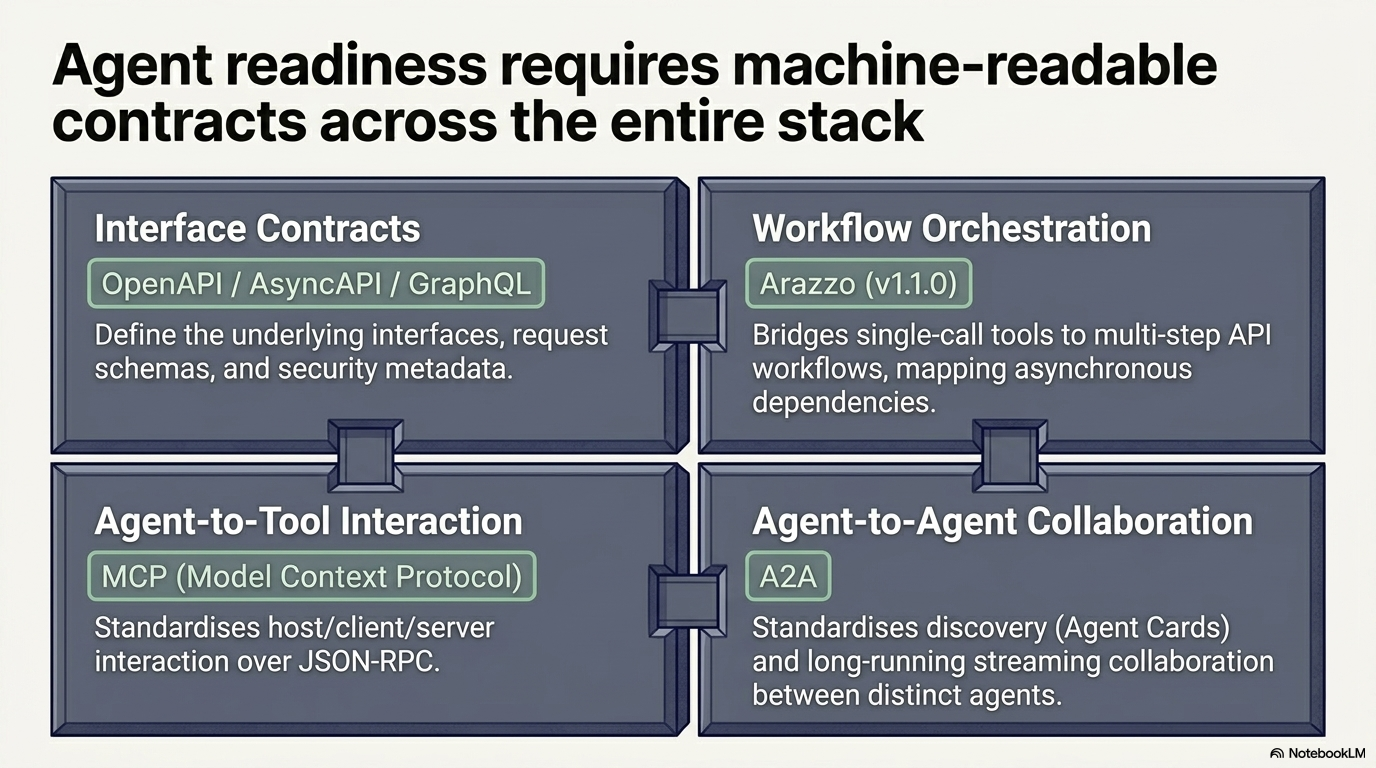 Agent readiness requires machine-readable
contracts across the entire stack
Interface Contracts
OpenAPI / AsyncAPI / GraphQL
Define the underlying interfaces, request
schemas, and security metadata.
Workflow Orchestration
Arazzo (v1.1.0)
Bridges single-call tools to multi-step API
workflows, mapping asynchronous
dependencies.
Agent-to-Tool Interaction
MCP (Model Context Protocol)
Standardises host/client/server
interaction over JSON-RPC.
Agent-to-Agent Collaboration
A2A
Standardises discovery (Agent Cards)
and long-running streaming collaboration
between distinct agents.
NotebookLM